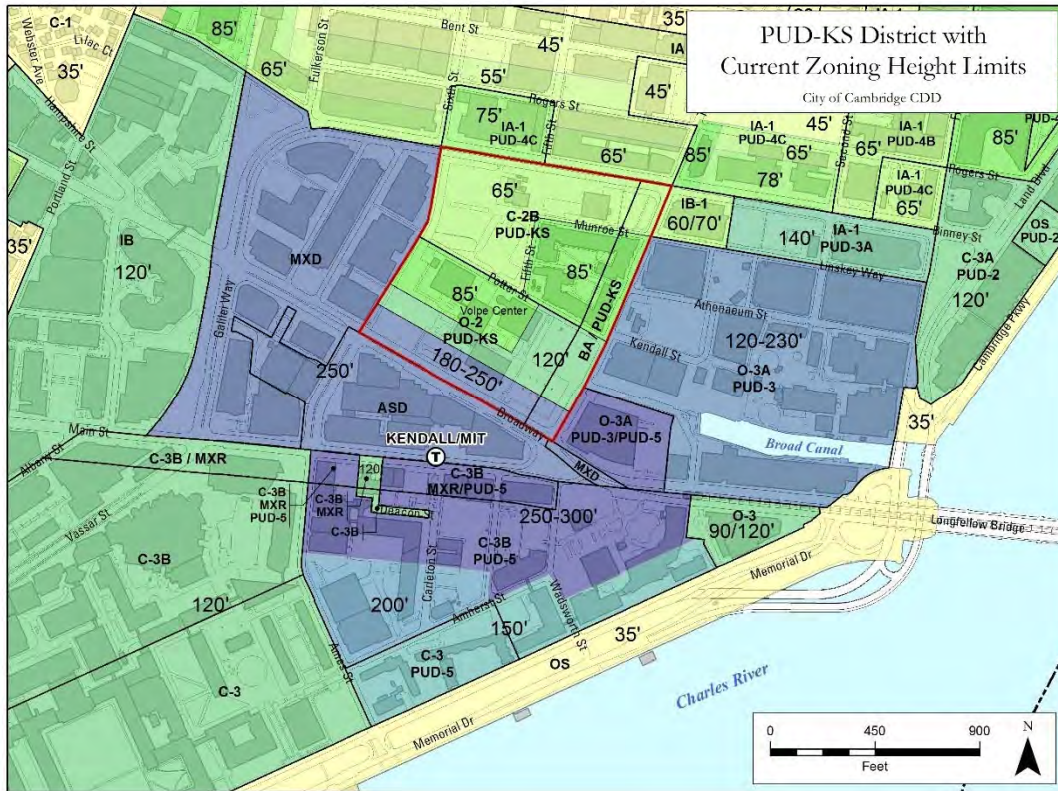 PUD-KS District with
Current Zoning Height Limits
City of Cambridge CDD
C-1
Webster Ave
Lilac Ct
35'
85'
65'
Fulkerson St
Bent St
45'
55'
Sixth St
35'
IA
45'
IA-1
Rogers St
75'
IA-1
PUD-4C
Fifth St
65'
85'
IA-1
PUD-4C
65'
78'
45'
Second St
65'
IA-1
PUD-4B
IA-1
PUD-4C
65'
85'
Rogers St
Land Blvd
OS
PUD-2
Binney St
C-3A
PUD-2
120'
Hampshire St
Portland St
35'
IB
120'
MXD
Galilei Way
65'
C-2B
PUD-KS
Munroe St
Fifth St
85'
Potter St
85'
Volpe Center
O-2
PUD-KS
BA / PUD-KS
120'
180-250'
IB-1
60/70'
140'
IA-1
PUD-3A
Linskey Way
Athenaeum St
Kendall St
120-230'
O-3A
PUD-3
Cambridge Pkwy
250'
ASD
Broadway
KENDALL/MIT
T
O-3A
PUD-3/PUD-5
MXD
Broad Canal
35'
Main St
Albany St
C-3B / MXR
Vassar St
C-3B
MXR
PUD-5
C-3B
MXR
C-3B
120'
Deacon St
C-3B
MXR/PUD-5
250-300'
C-3B
PUD-5
O-3
90/120'
Longfellow Bridge
Memorial Dr
C-3B
120'
200'
Carleton St
Amherst St
Wadsworth St
150'
35'
Ames St
C-3
C-3
PUD-5
OS
Memorial Dr
Charles River
0 450 900
Feet
N